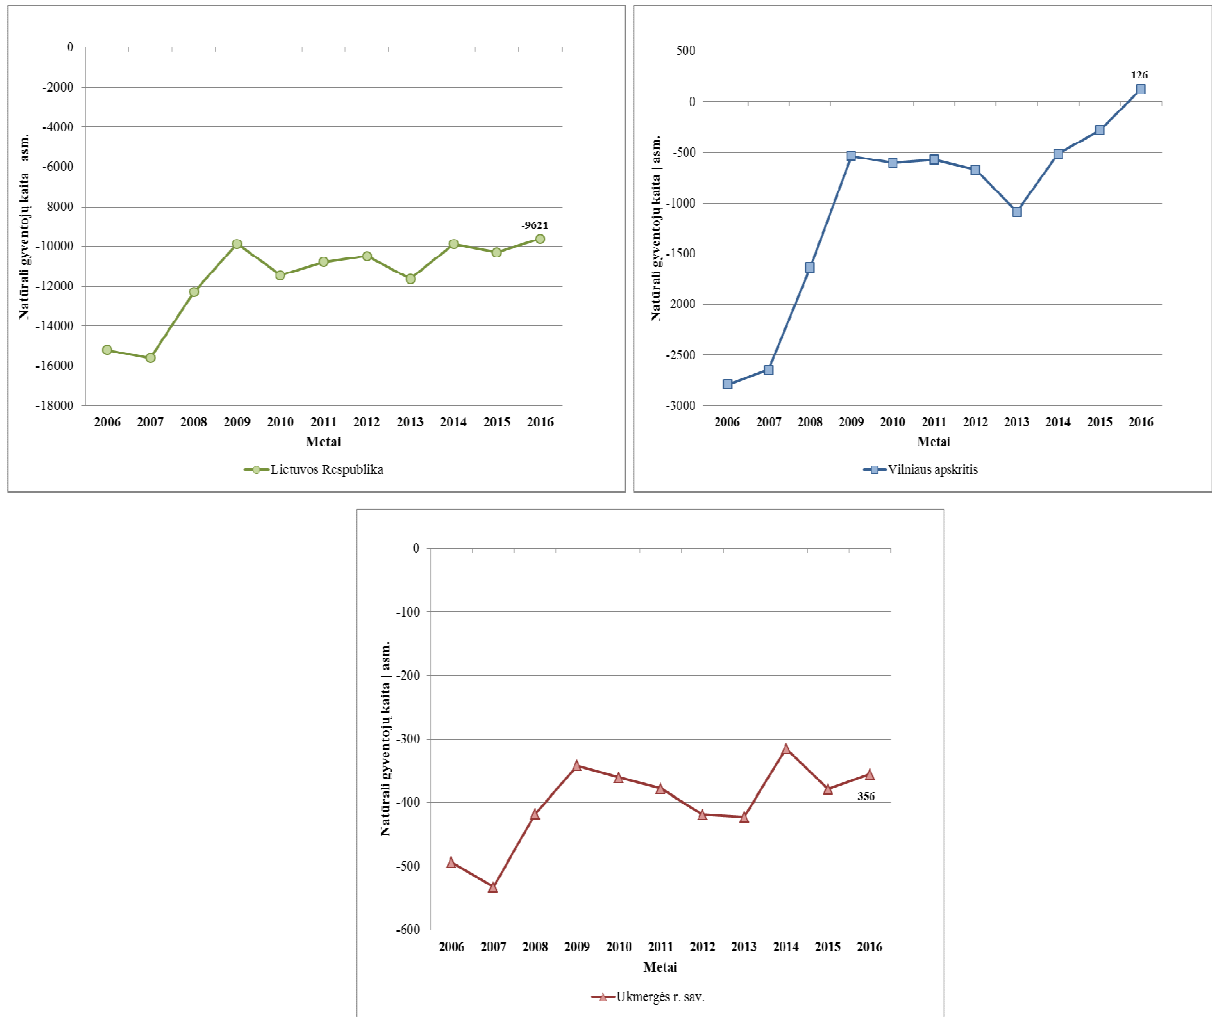 0
-2000
-4000
-6000
-8000
-10000
-12000
-14000
-16000
-18000
Natūrali gyventojų kaita | asm.
-9621
2006 2007 2008 2009 2010 2011 2012 2013 2014 2015 2016
Metai
Lietuvos Respublika
500
0
-500
-1000
-1500
-2000
-2500
-3000
Natūrali gyventojų kaita | asm.
126
2006 2007 2008 2009 2010 2011 2012 2013 2014 2015 2016
Metai
Vilniaus apskritis
0
-100
-200
-300
-400
-500
-600
Natūrali gyventojų kaita | asm.
356
2006 2007 2008 2009 2010 2011 2012 2013 2014 2015 2016
Metai
Ukmergės r. sav.